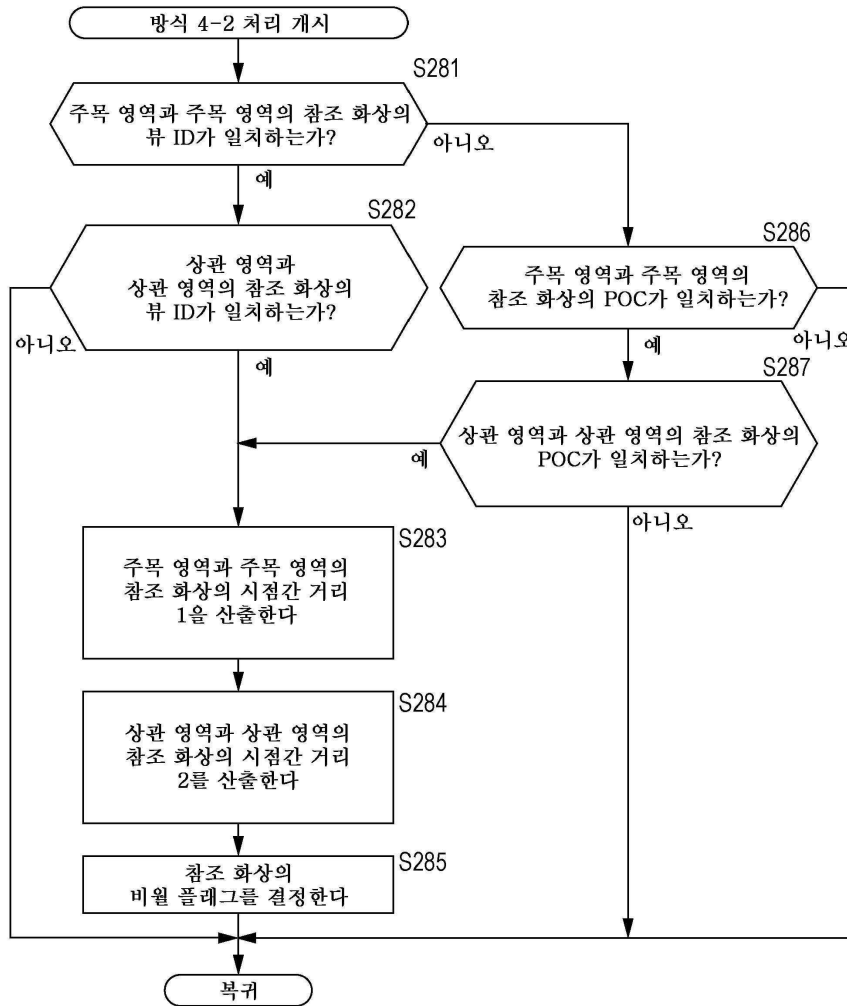 방식 4-2 처리 개시
S281
주목 영역과 주목 영역의 참조 화상의
뷰 ID가 일치하는가?
아니오
예
S282
상관 영역과
상관 영역의 참조 화상의
뷰 ID가 일치하는가?
아니오
예
S286
주목 영역과 주목 영역의
참조 화상의 POC가 일치하는가?
아니오
예
S287
상관 영역과 상관 영역의 참조 화상의
POC가 일치하는가?
예
아니오
S283
주목 영역과 주목 영역의
참조 화상의 시점간 거리
1을 산출한다
S284
상관 영역과 상관 영역의
참조 화상의 시점간 거리
2를 산출한다
S285
참조 화상의
비월 플래그를 결정한다
복귀